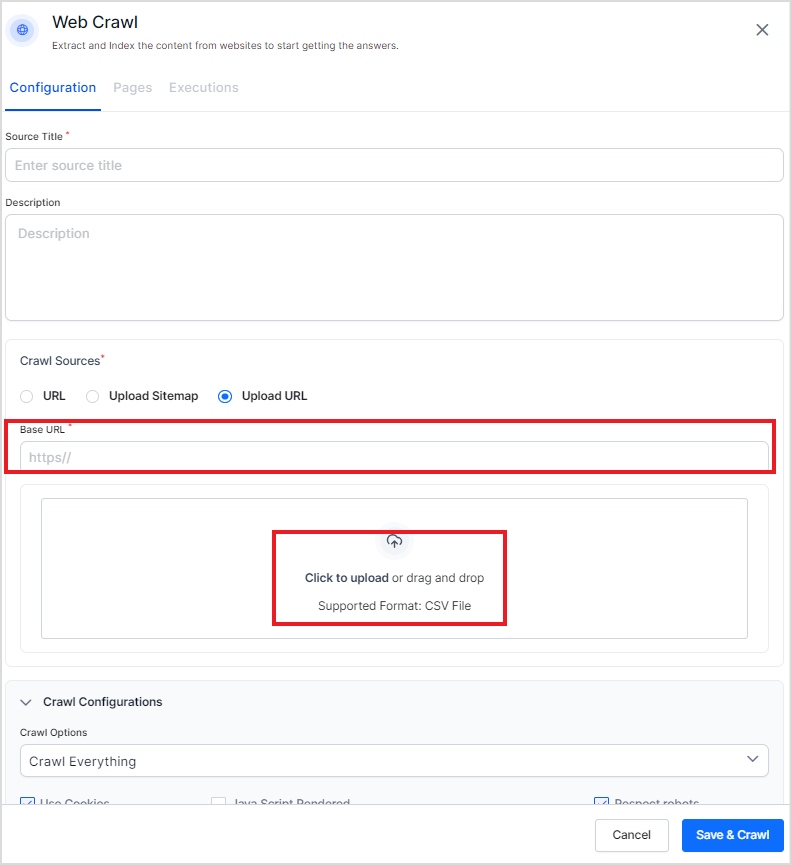 Web Crawl
Extract and Index the content from websites to start getting the answers.
Configuration Pages Executions
Source Title *
Enter source title
Description
Description
Crawl Sources*
URL Upload Sitemap Upload URL
Base URL *
https//
Click to upload or drag and drop
Supported Format: CSV File
Crawl Configurations
Crawl Options
Crawl Everything
Use Cookies Java Script Rendered Respect robots
Cancel Save & Crawl